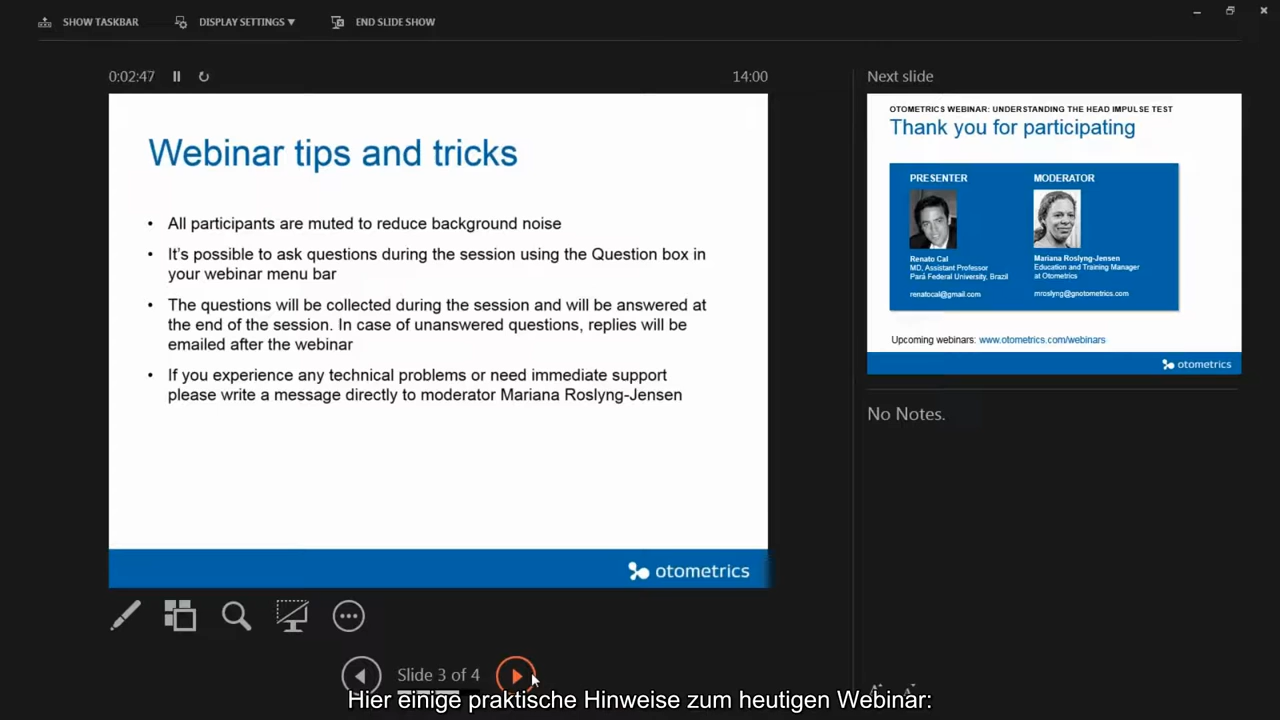 SHOW TASKBAR
DISPLAY SETTINGS ▼
END SLIDE SHOW
0:02:47
14:00
Webinar tips and tricks
• All participants are muted to reduce background noise
• It's possible to ask questions during the session using the Question box in
your webinar menu bar
• The questions will be collected during the session and will be answered at
the end of the session. In case of unanswered questions, replies will be
emailed after the webinar
• If you experience any technical problems or need immediate support
please write a message directly to moderator Mariana Roslyng-Jensen
otometrics
Slide 3 of 4
Next slide
OTOMETRICS WEBINAR: UNDERSTANDING THE HEAD IMPULSE TEST
Thank you for participating
PRESENTER
Renato Cal
MD, Assistant Professor
Pará Federal University, Brazil
renatocal@gmail.com
MODERATOR
Mariana Roslyng-Jensen
Education and Training Manager
at Otometrics
mroslyng@gnotometrics.com
Upcoming webinars: www.otometrics.com/webinars
otometrics
No Notes.
Hier einige praktische Hinweise zum heutigen Webinar: